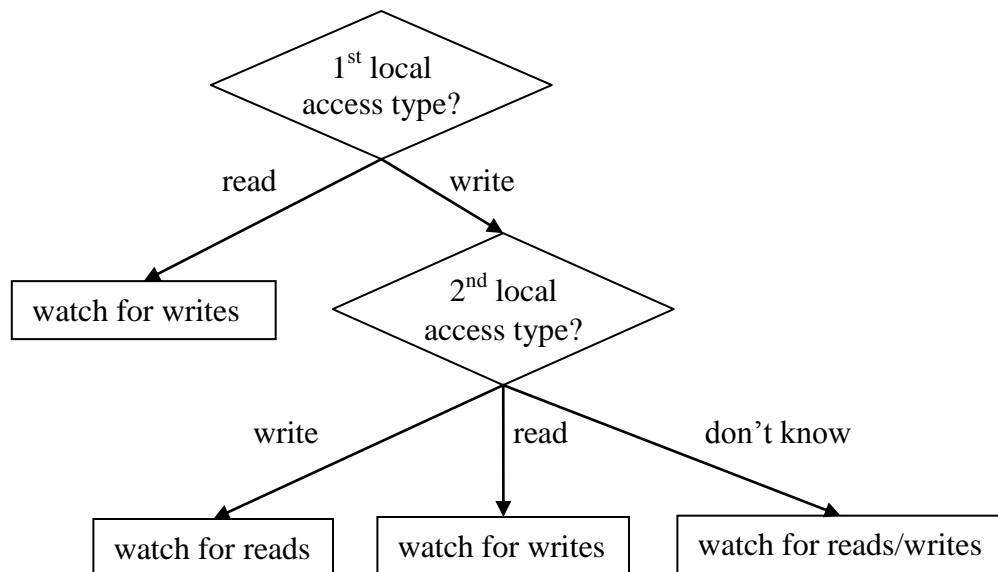 1st local
access type?
read
write
watch for writes
2nd local
access type?
write
read
don’t know
watch for reads
watch for writes
watch for reads/writes